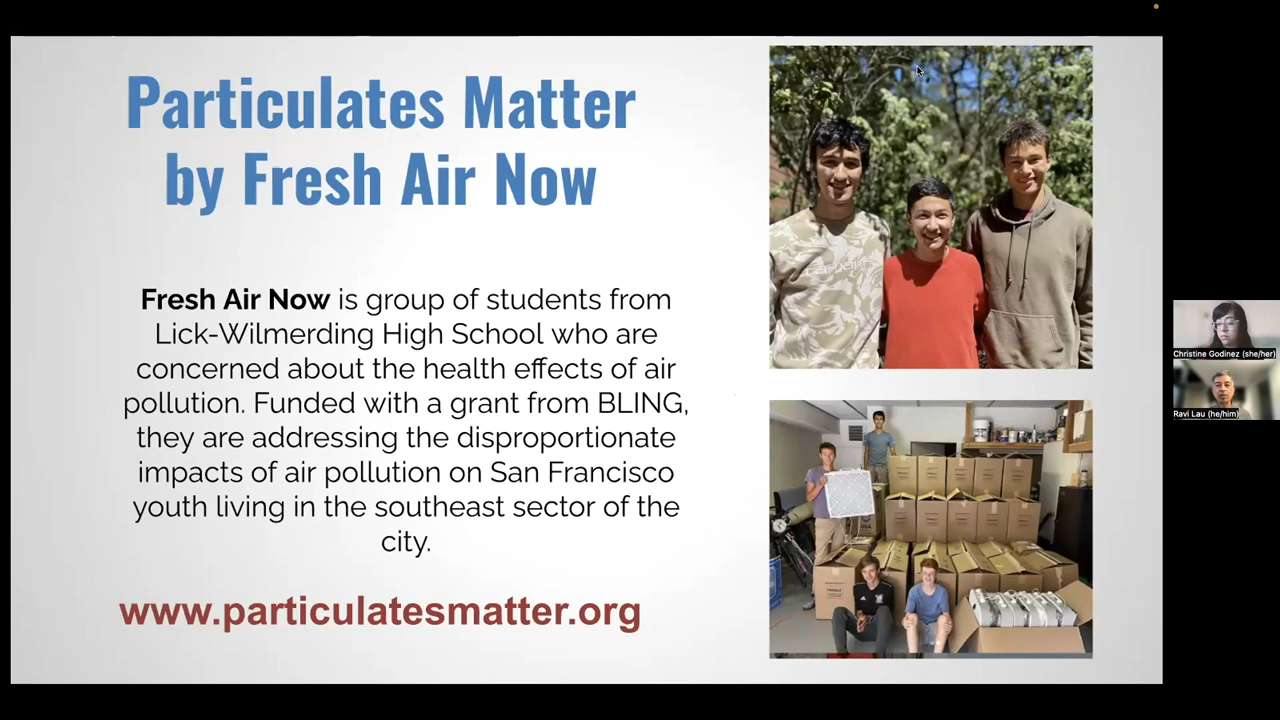 Particulates Matter
by Fresh Air Now
Fresh Air Now is group of students from
Lick-Wilmerding High School who are
concerned about the health effects of air
pollution. Funded with a grant from BLING,
they are addressing the disproportionate
impacts of air pollution on San Francisco
youth living in the southeast sector of the
city.
www.particulatesmatter.org
carhartt
Christine Godinez (she/her)
Ravi Lau (he/him)